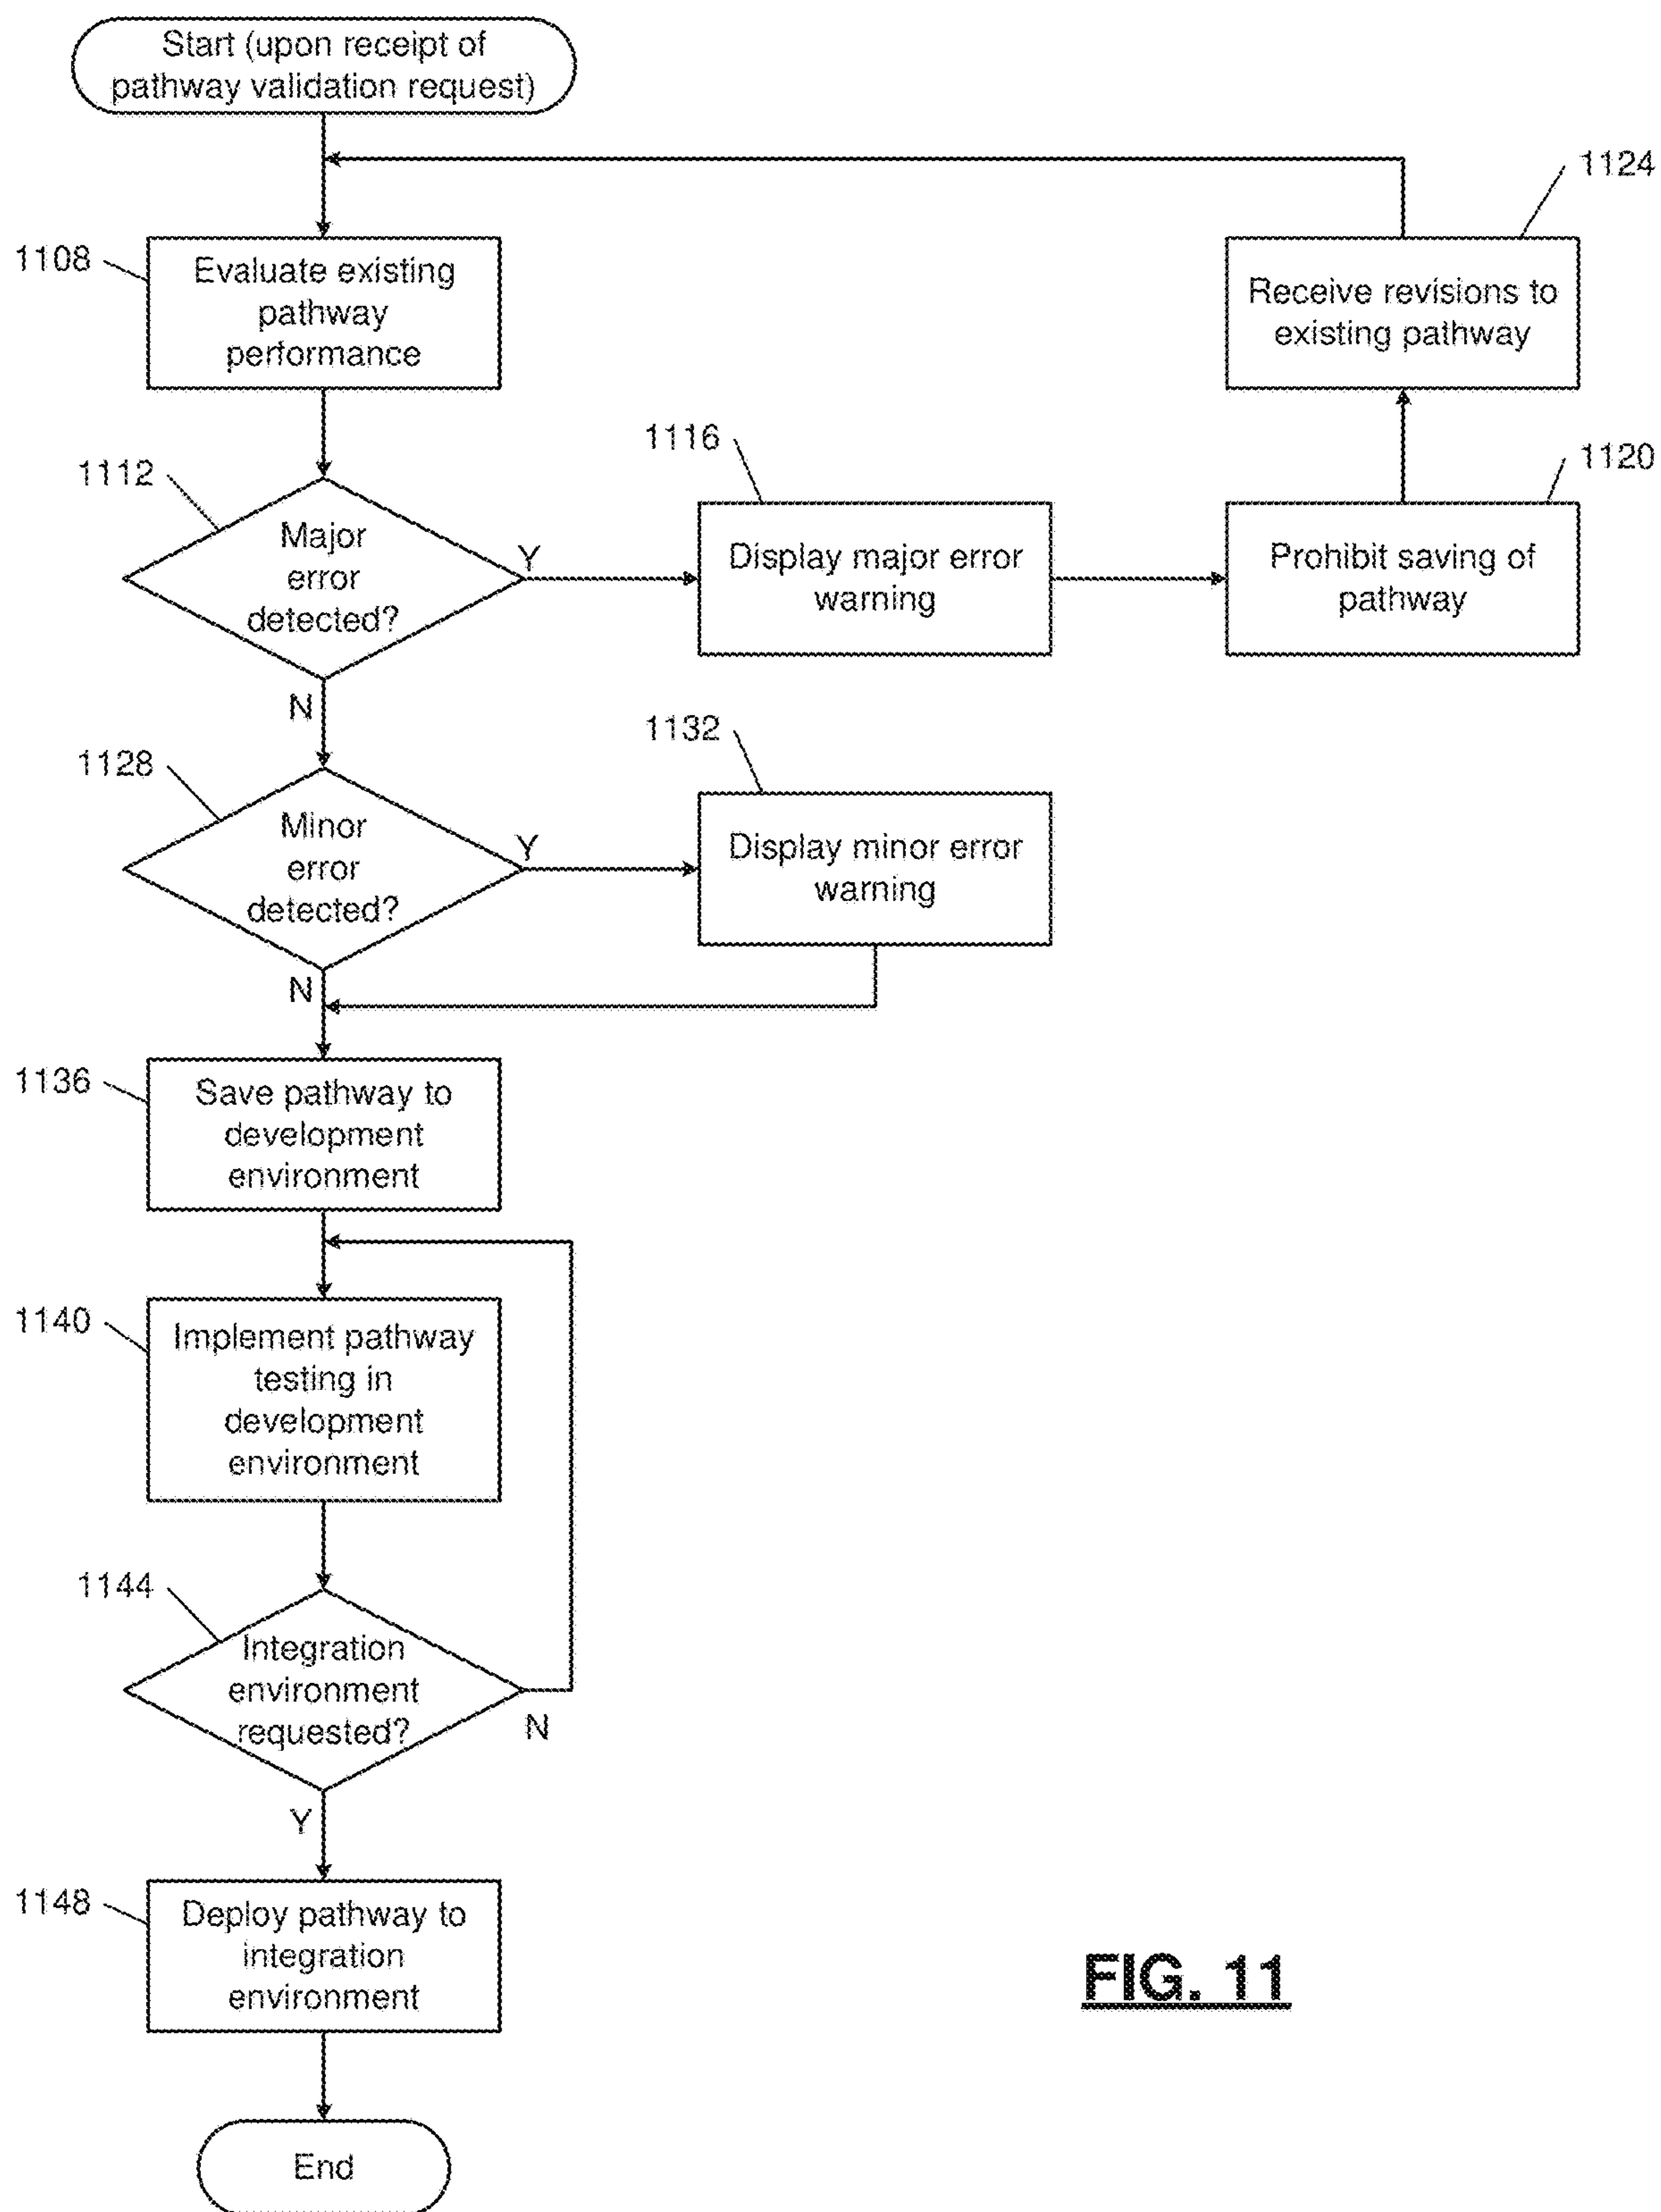 Start (upon receipt of
pathway validation request)
1124
1108
Evaluate existing
pathway
performance
Receive revisions to
existing pathway
1116
1120
1112
Major
error
detected?
Y
Display major error
warning
Prohibit saving of
pathway
N
1132
1128
Minor
error
detected?
Y
Display minor error
warning
N
1136
Save pathway to
development
environment
1140
Implement pathway
testing in
development
environment
1144
Integration
environment
requested?
N
Y
1148
Deploy pathway to
integration
environment
FIG. 11
End